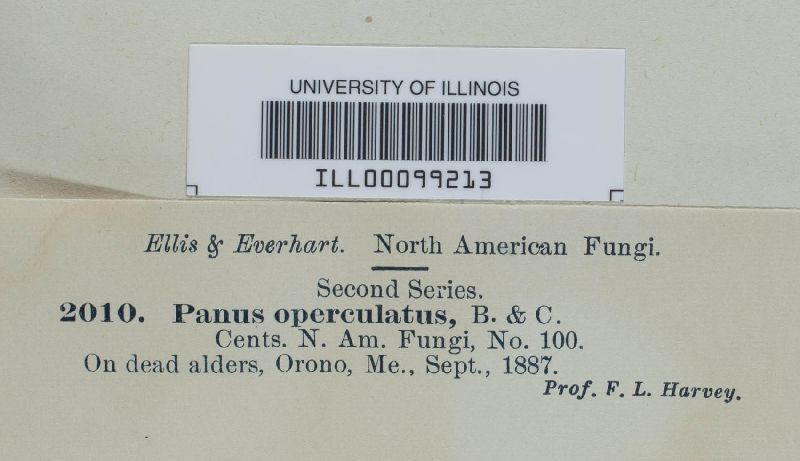 UNIVERSITY OF ILLINOIS
ILL00099213
Ellis & Everhart. North American Fungi.
Second Series.
2010. Panus operculatus, B. & C.
Cents. N. Am. Fungi, No. 100.
On dead alders, Orono, Me., Sept., 1887.
Prof. F. L. Harvey.